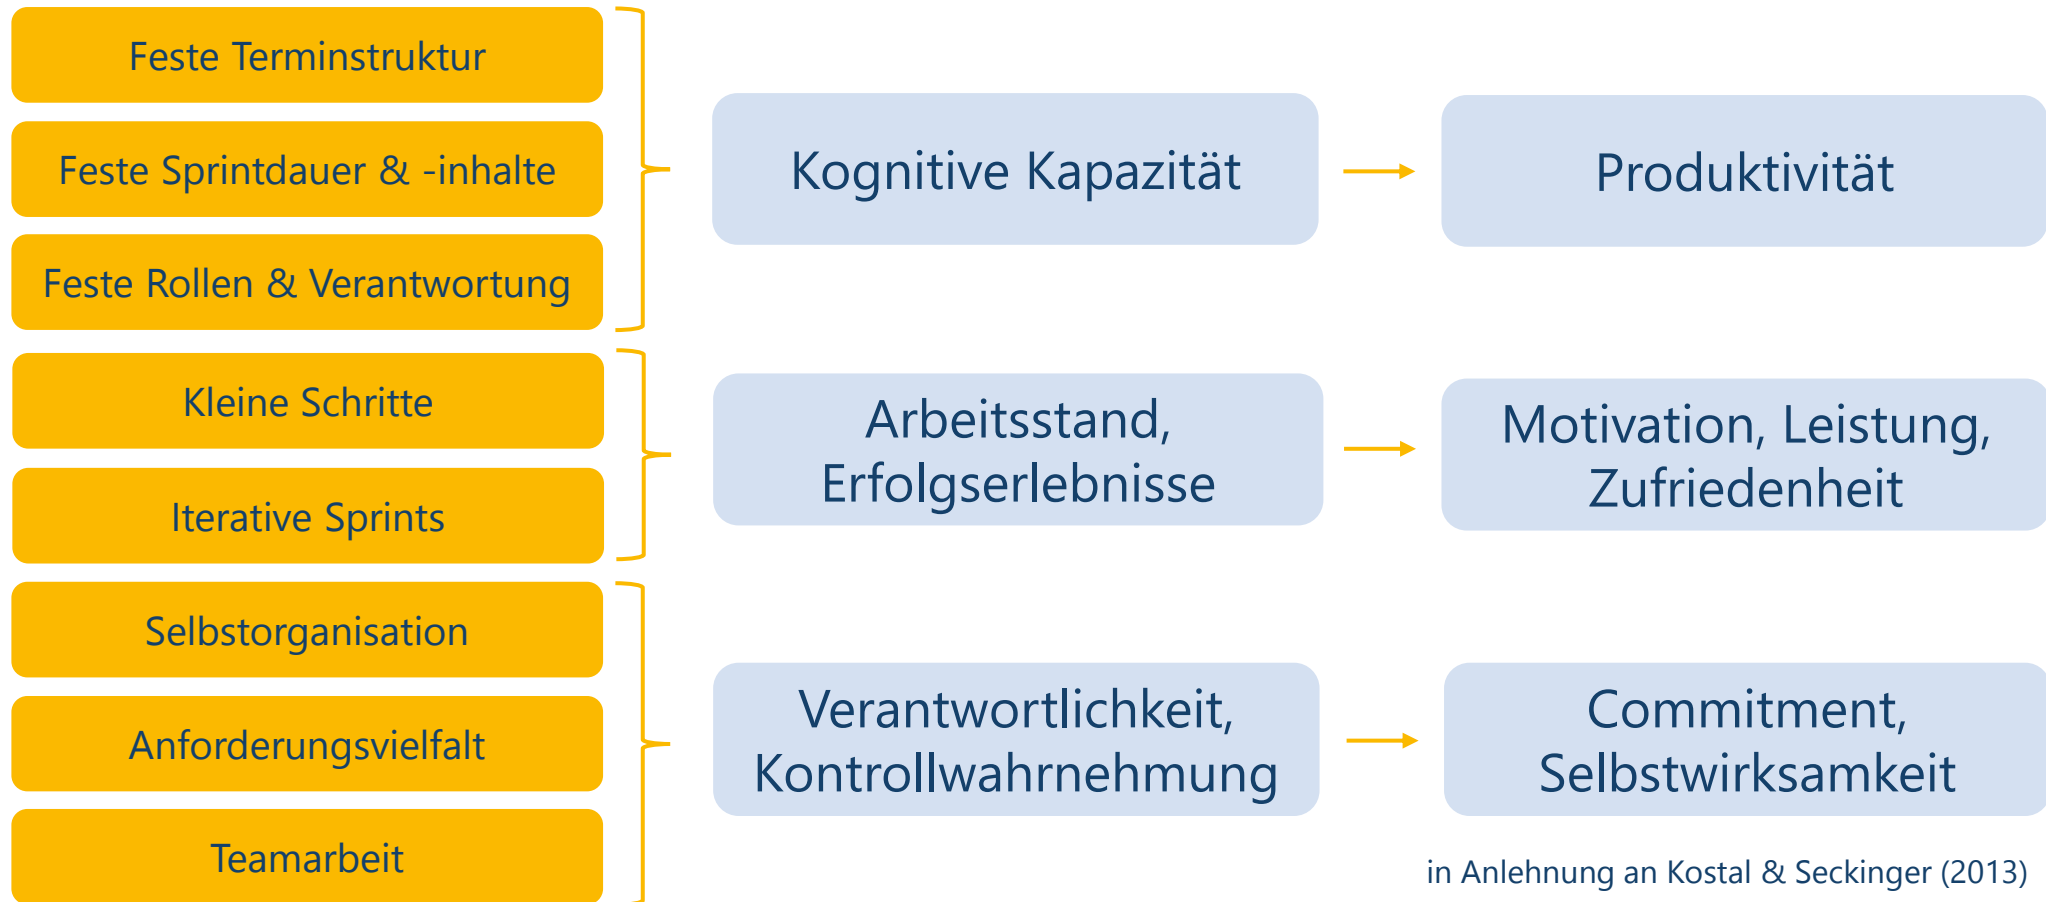 Feste Terminstruktur
Feste Sprintdauer & -inhalte
Feste Rollen & Verantwortung
Kognitive Kapazität
Produktivität
Kleine Schritte
Iterative Sprints
Arbeitsstand,
Erfolgserlebnisse
Motivation, Leistung,
Zufriedenheit
Selbstorganisation
Anforderungsvielfalt
Teamarbeit
Verantwortlichkeit,
Kontrollwahrnehmung
Commitment,
Selbstwirksamkeit
in Anlehnung an Kostal & Seckinger (2013)